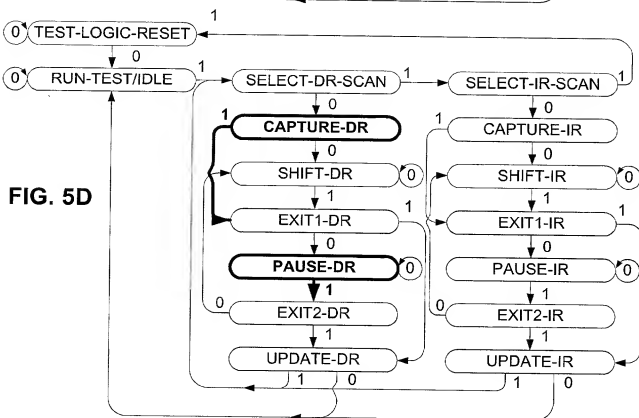 1
0 TEST-LOGIC-RESET
0
0 RUN-TEST/IDLE 1 SELECT-DR-SCAN 1 SELECT-IR-SCAN 1
0 0
1 CAPTURE-DR 1 CAPTURE-IR
0 0
SHIFT-DR 0 SHIFT-IR 0
FIG. 5D
1 1
EXIT1-DR 1 EXIT1-IR 1
0 0
PAUSE-DR 0 PAUSE-IR 0
1 1
0 EXIT2-DR 0 EXIT2-IR
1 1
UPDATE-DR UPDATE-IR
1 0 1 0